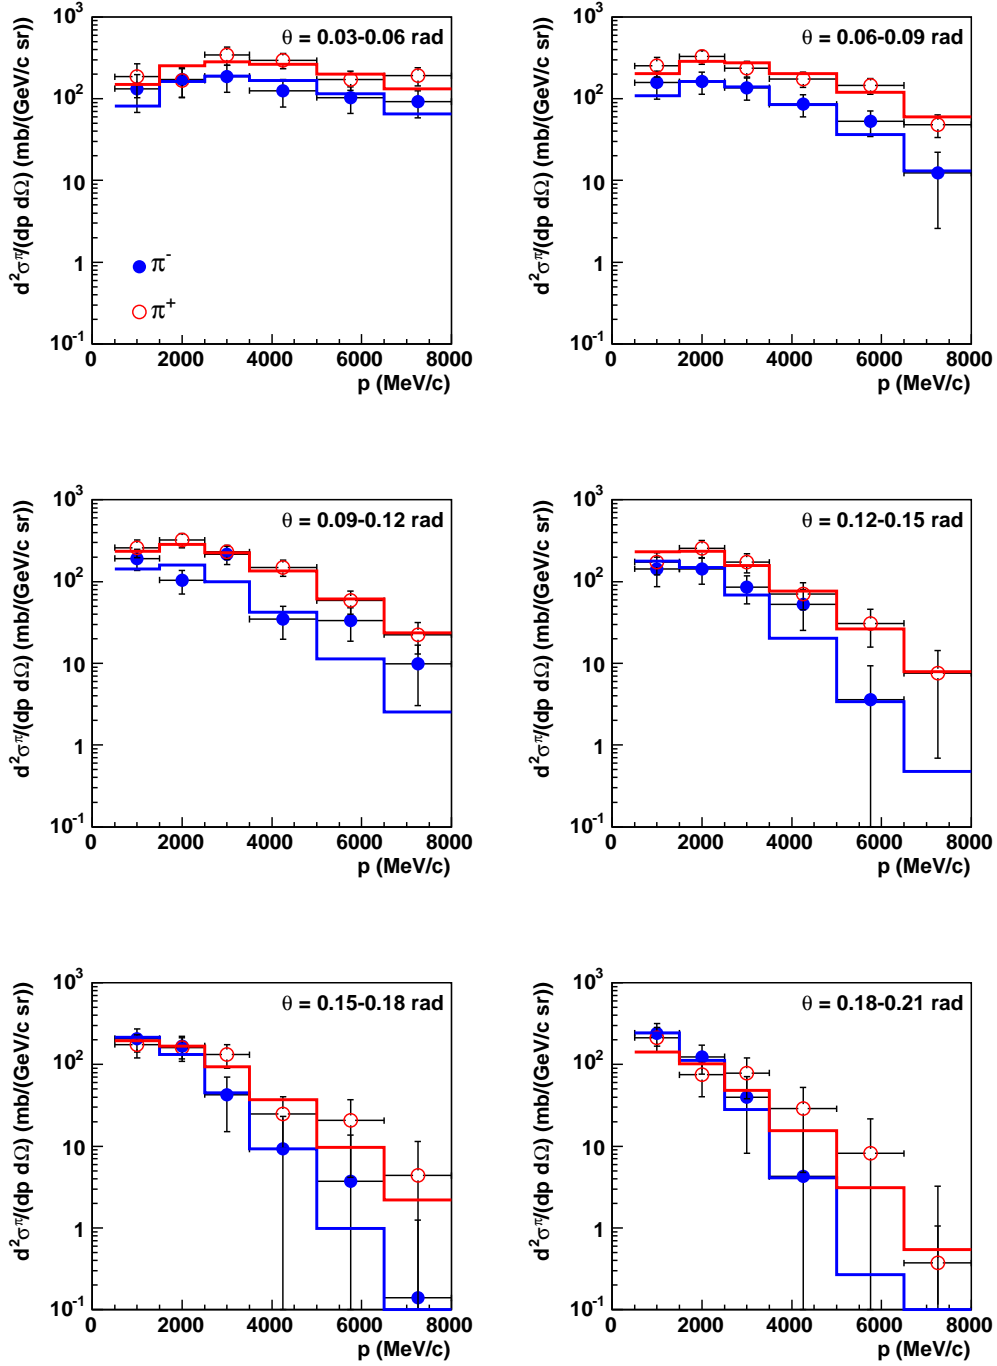 d²σ^π/(dp dΩ) (mb/(GeV/c sr))
10³
10²
10
1
10⁻¹
θ = 0.03-0.06 rad
π⁻
π⁺
0 2000 4000 6000 8000
p (MeV/c)
d²σ^π/(dp dΩ) (mb/(GeV/c sr))
10³
10²
10
1
10⁻¹
θ = 0.06-0.09 rad
0 2000 4000 6000 8000
p (MeV/c)
d²σ^π/(dp dΩ) (mb/(GeV/c sr))
10³
10²
10
1
10⁻¹
θ = 0.09-0.12 rad
0 2000 4000 6000 8000
p (MeV/c)
d²σ^π/(dp dΩ) (mb/(GeV/c sr))
10³
10²
10
1
10⁻¹
θ = 0.12-0.15 rad
0 2000 4000 6000 8000
p (MeV/c)
d²σ^π/(dp dΩ) (mb/(GeV/c sr))
10³
10²
10
1
10⁻¹
θ = 0.15-0.18 rad
0 2000 4000 6000 8000
p (MeV/c)
d²σ^π/(dp dΩ) (mb/(GeV/c sr))
10³
10²
10
1
10⁻¹
θ = 0.18-0.21 rad
0 2000 4000 6000 8000
p (MeV/c)